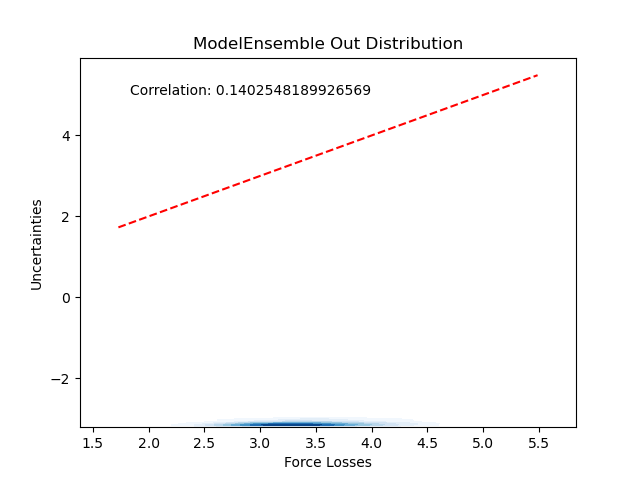 ModelEnsemble Out Distribution
Correlation: 0.1402548189926569
Uncertainties
4
2
0
−2
1.5 2.0 2.5 3.0 3.5 4.0 4.5 5.0 5.5
Force Losses